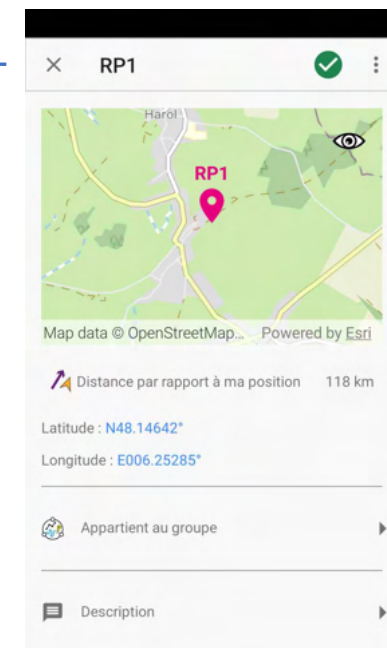 RP1
Harol
RP1
Map data © OpenStreetMap... Powered by Esri
Distance par rapport à ma position 118 km
Latitude : N48.14642°
Longitude : E006.25285°
Appartient au groupe
Description